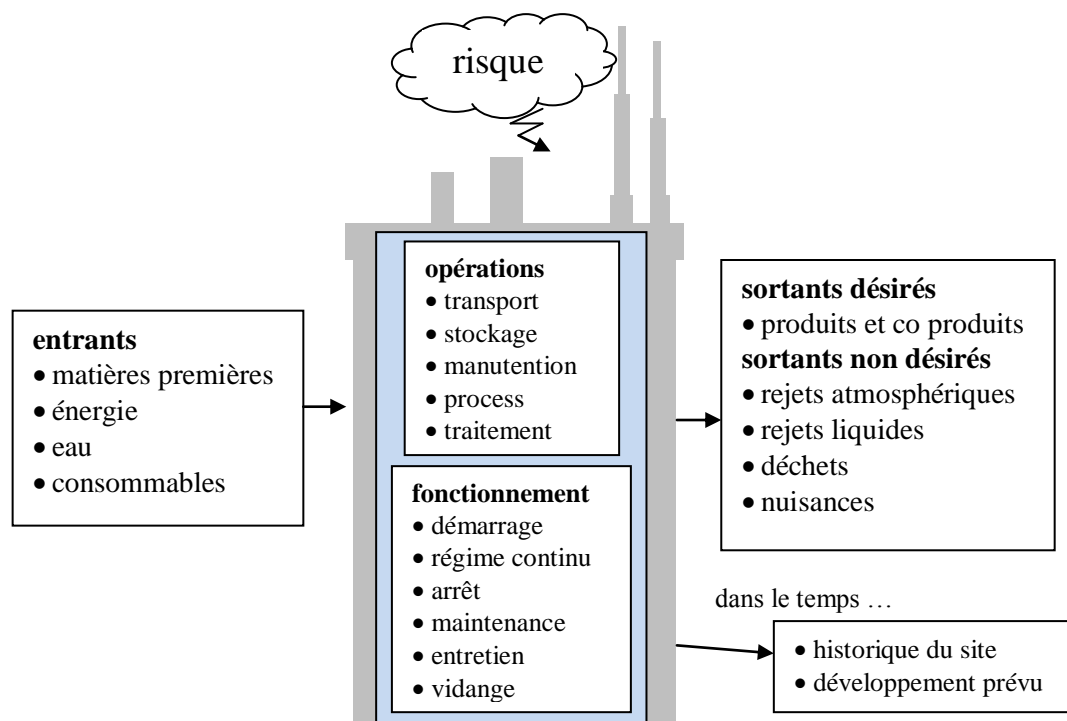 risque
entrants
• matières premières
• énergie
• eau
• consommables
opérations
• transport
• stockage
• manutention
• process
• traitement
fonctionnement
• démarrage
• régime continu
• arrêt
• maintenance
• entretien
• vidange
sortants désirés
• produits et co produits
sortants non désirés
• rejets atmosphériques
• rejets liquides
• déchets
• nuisances
dans le temps …
• historique du site
• développement prévu